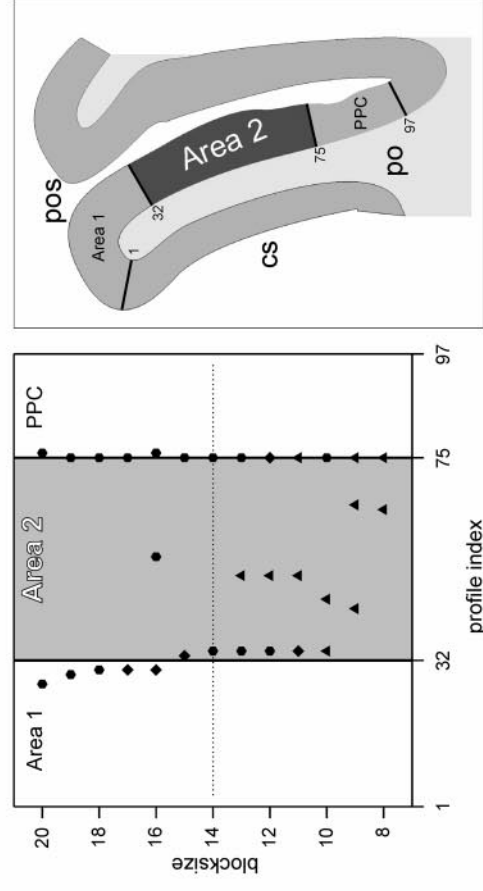 20
18
16
14
12
10
8
blocksize
Area 1
Area 2
PPC
1
32
75
97
profile index
pos
Area 1
1
32
Area 2
75
PPC
97
po
cs